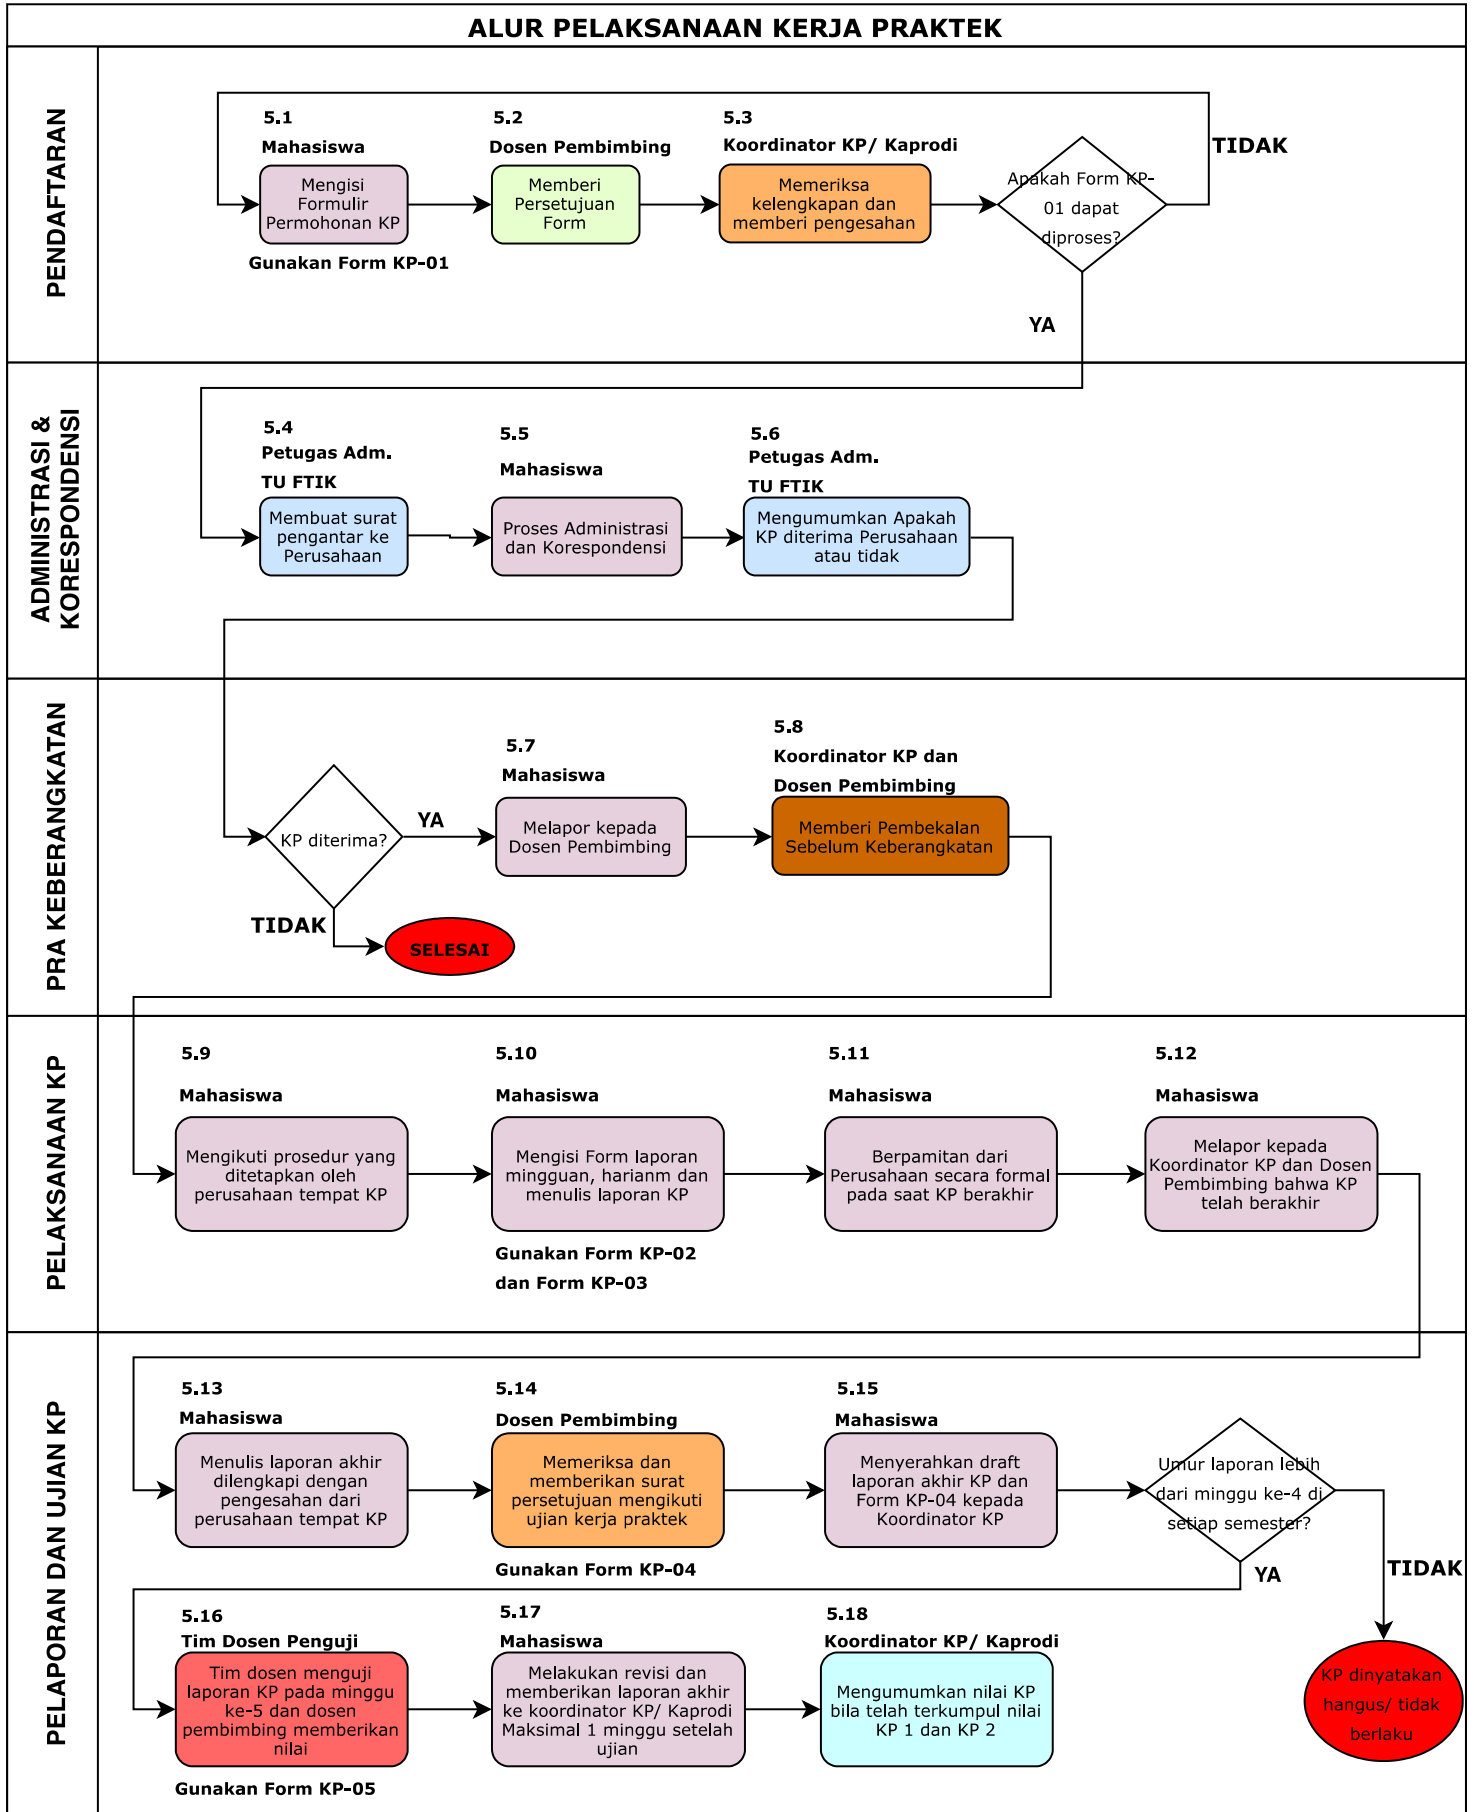 ALUR PELAKSANAAN KERJA PRAKTEK
PENDAFTARAN
5.1
Mahasiswa
Mengisi
Formulir
Permohonan KP
Gunakan Form KP-01
5.2
Dosen Pembimbing
Memberi
Persetujuan
Form
5.3
Koordinator KP/ Kaprodi
Memeriksa
kelengkapan dan
memberi pengesahan
Apakah Form KP-
01 dapat
diproses?
TIDAK
YA
ADMINISTRASI &
KORESPONDENSI
5.4
Petugas Adm.
TU FTIK
Membuat surat
pengantar ke
Perusahaan
5.5
Mahasiswa
Proses Administrasi
dan Korespondensi
5.6
Petugas Adm.
TU FTIK
Mengumumkan Apakah
KP diterima Perusahaan
atau tidak
PRA KEBERANGKATAN
KP diterima?
YA
TIDAK
SELESAI
5.7
Mahasiswa
Melapor kepada
Dosen Pembimbing
5.8
Koordinator KP dan
Dosen Pembimbing
Memberi Pembekalan
Sebelum Keberangkatan
PELAKSANAAN KP
5.9
Mahasiswa
Mengikuti prosedur yang
ditetapkan oleh
perusahaan tempat KP
5.10
Mahasiswa
Mengisi Form laporan
mingguan, harianm dan
menulis laporan KP
Gunakan Form KP-02
dan Form KP-03
5.11
Mahasiswa
Berpamitan dari
Perusahaan secara formal
pada saat KP berakhir
5.12
Mahasiswa
Melapor kepada
Koordinator KP dan Dosen
Pembimbing bahwa KP
telah berakhir
PELAPORAN DAN UJIAN KP
5.13
Mahasiswa
Menulis laporan akhir
dilengkapi dengan
pengesahan dari
perusahaan tempat KP
5.14
Dosen Pembimbing
Memeriksa dan
memberikan surat
persetujuan mengikuti
ujian kerja praktek
Gunakan Form KP-04
5.15
Mahasiswa
Menyerahkan draft
laporan akhir KP dan
Form KP-04 kepada
Koordinator KP
Umur laporan lebih
dari minggu ke-4 di
setiap semester?
YA
TIDAK
KP dinyatakan
hangus/ tidak
berlaku
5.16
Tim Dosen Penguji
Tim dosen menguji
laporan KP pada minggu
ke-5 dan dosen
pembimbing memberikan
nilai
Gunakan Form KP-05
5.17
Mahasiswa
Melakukan revisi dan
memberikan laporan akhir
ke koordinator KP/ Kaprodi
Maksimal 1 minggu setelah
ujian
5.18
Koordinator KP/ Kaprodi
Mengumumkan nilai KP
bila telah terkumpul nilai
KP 1 dan KP 2